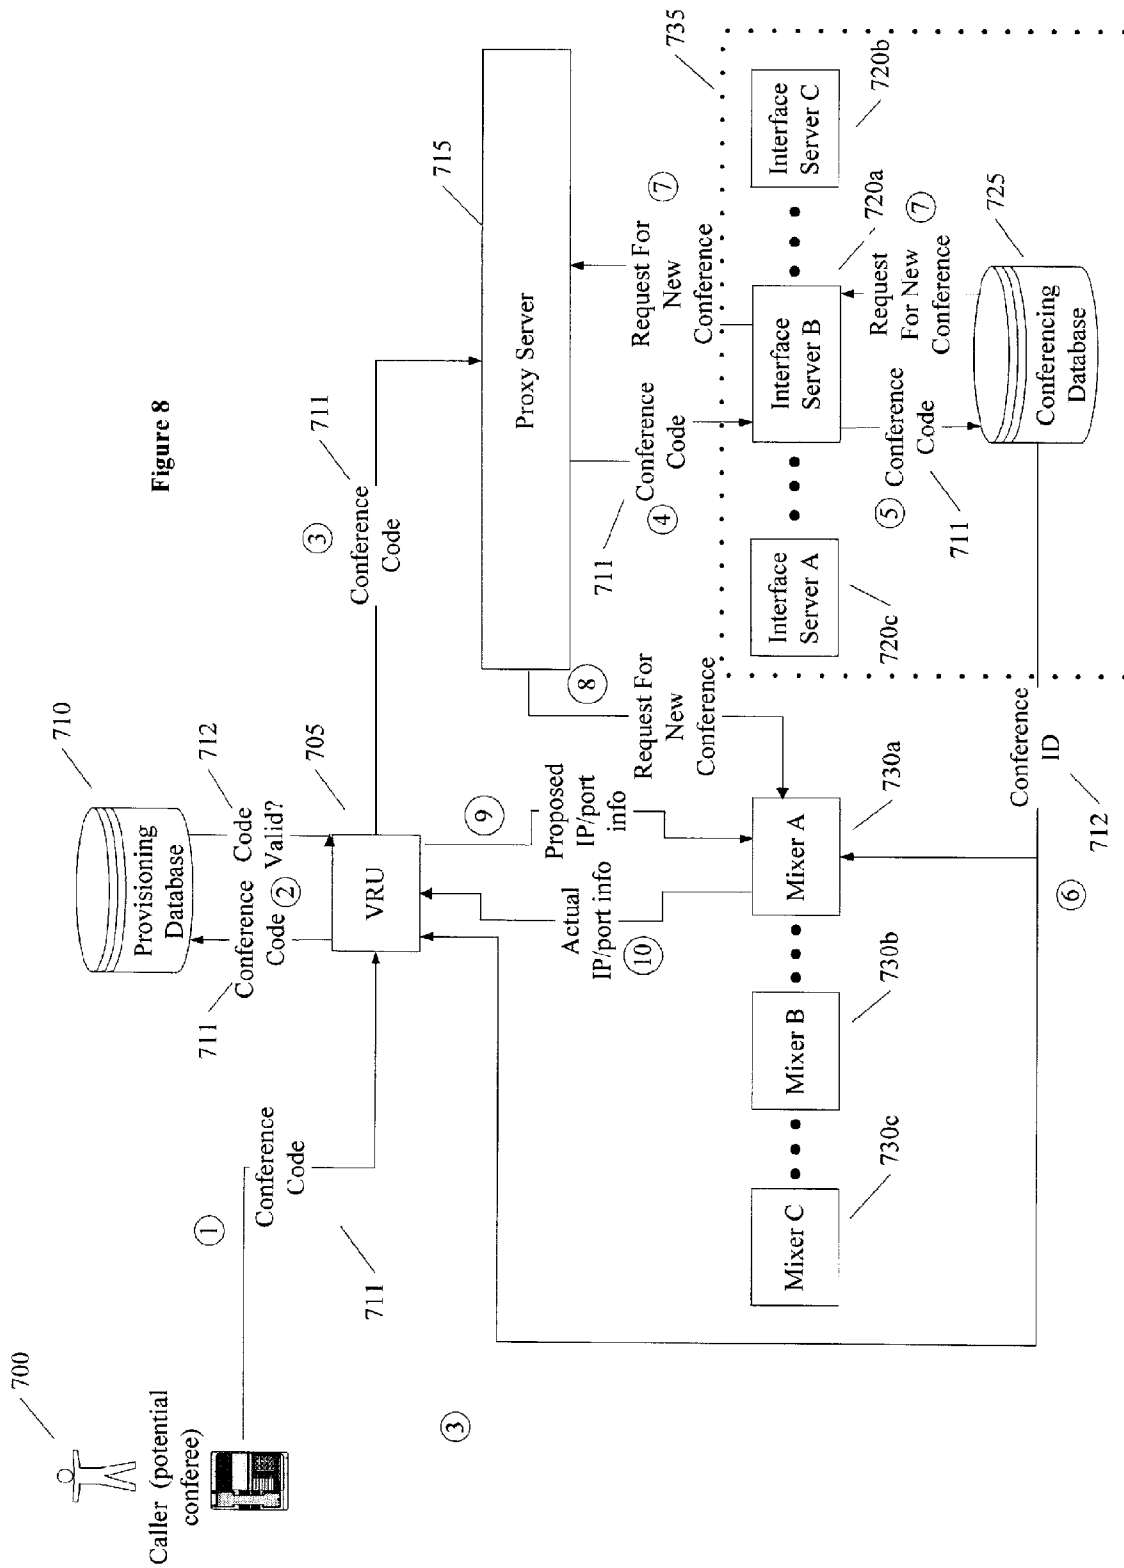 Figure 8
700
Caller (potential
conferee)
①
Conference
Code
711
710
Provisioning
Database
711
Conference
Code
②
712
Code
Valid?
705
VRU
③
Conference
Code
711
715
Proxy Server
③
⑨
Proposed
IP/port
info
Actual
IP/port info
⑩
⑧
Request For
New
Conference
711
④
Conference
Code
Request For
New
Conference
⑦
735
Mixer C
730c
Mixer B
730b
Mixer A
730a
Interface
Server A
720c
Interface
Server B
720a
Interface
Server C
720b
⑤
Conference
Code
711
Request
For New
Conference
⑦
725
Conferencing
Database
⑥
Conference
ID
712